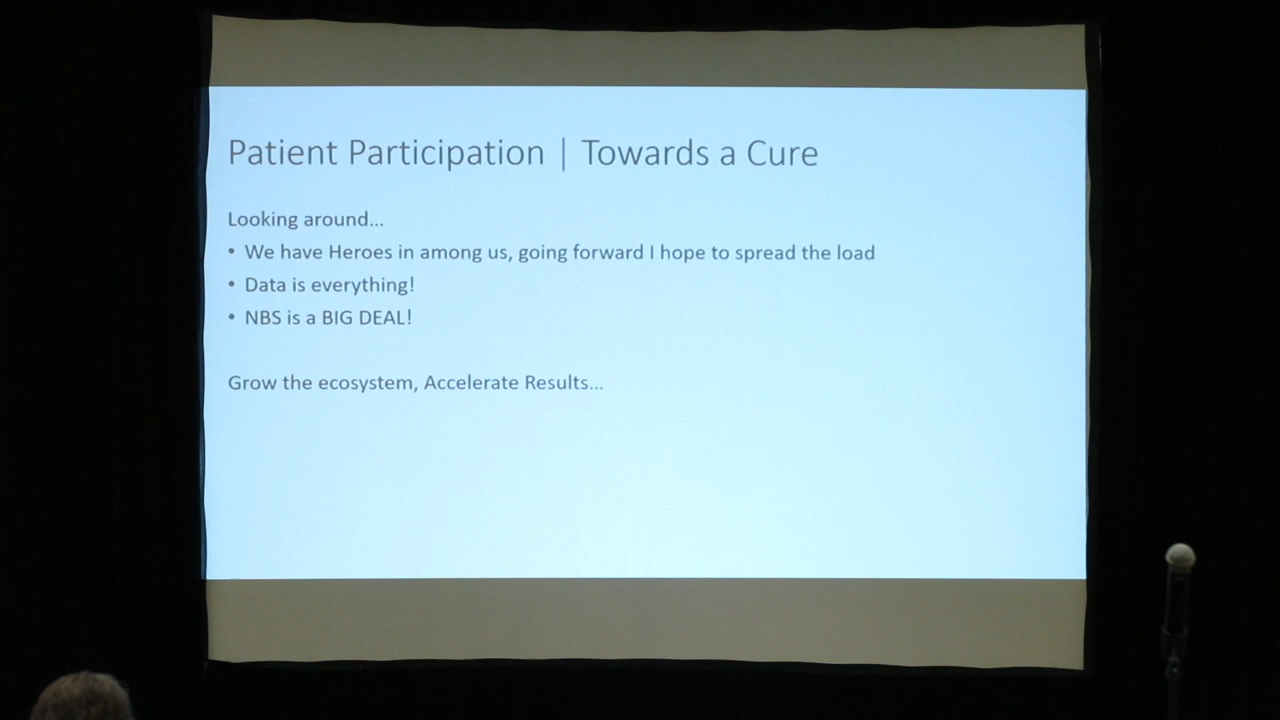 Patient Participation | Towards a Cure
Looking around...
• We have Heroes in among us, going forward I hope to spread the load
• Data is everything!
• NBS is a BIG DEAL!
Grow the ecosystem, Accelerate Results...